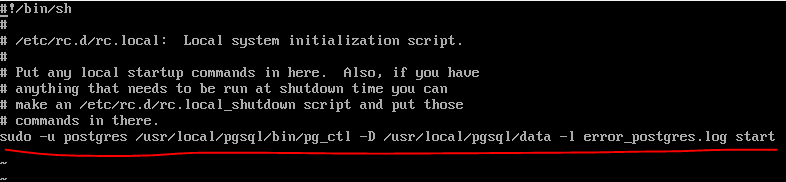 #!/bin/sh
#
# /etc/rc.d/rc.local:  Local system initialization script.
#
# Put any local startup commands in here.  Also, if you have
# anything that needs to be run at shutdown time you can
# make an /etc/rc.d/rc.local_shutdown script and put those
# commands in there.
sudo -u postgres /usr/local/pgsql/bin/pg_ctl -D /usr/local/pgsql/data -l error_postgres.log start
~
~